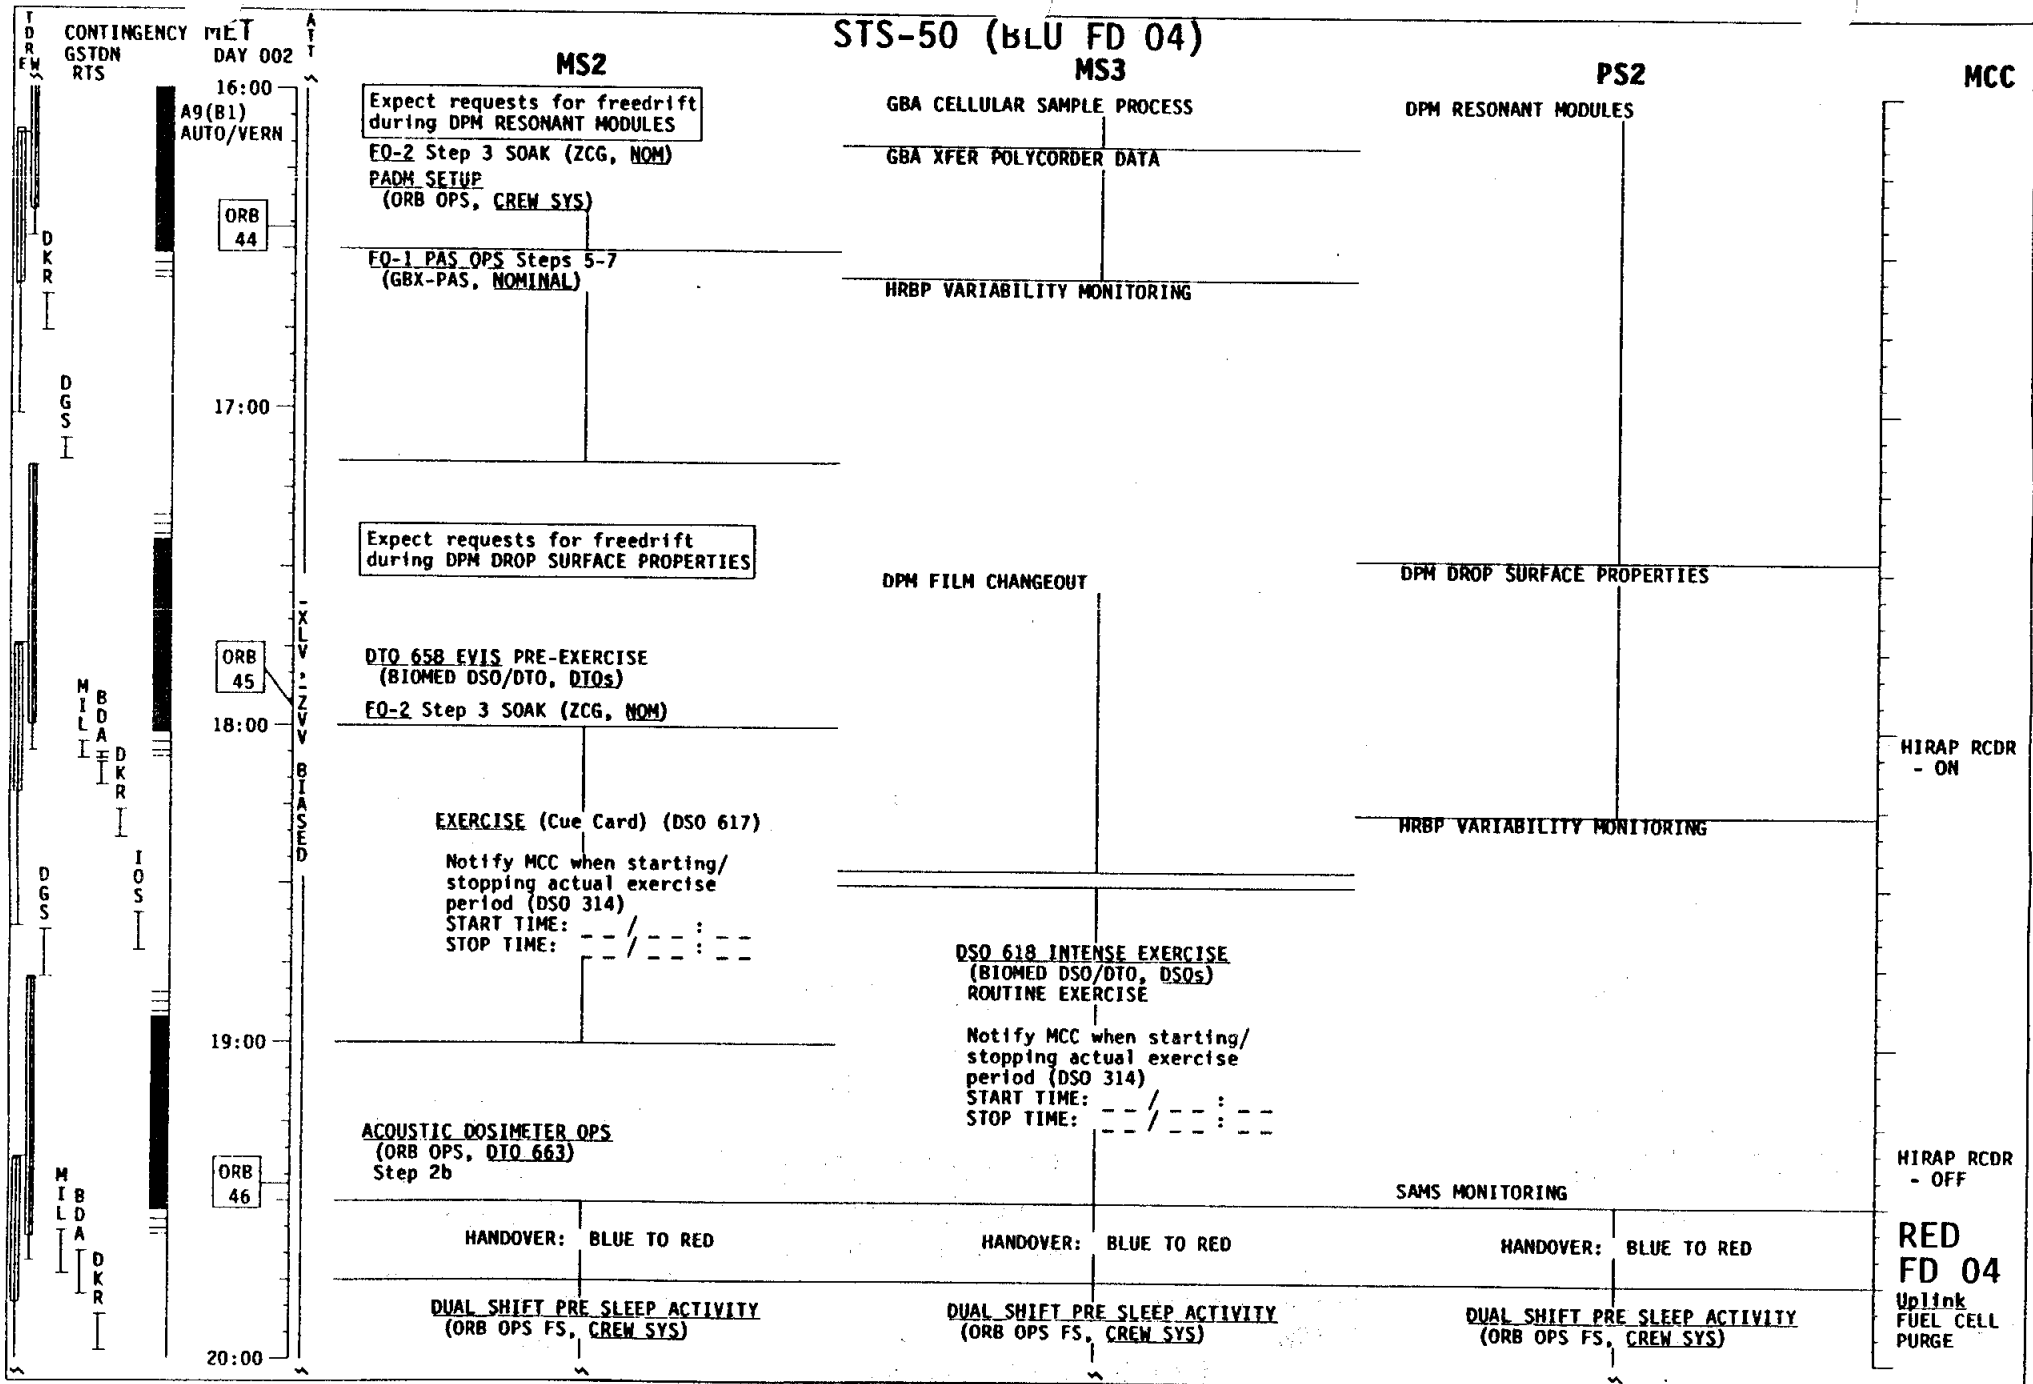 STS-50 (BLU FD 04)
TDRE W
CONTINGENCY
GSTDN
RTS
MET
DAY 002
ATT
MS2
MS3
PS2
MCC
16:00
A9(B1)
AUTO/VERN
ORB
44
DKR
DGS
17:00
ORB
45
MIL
BDA
DKR
18:00
-XLV,-ZVV BIASED
DGS
IOS
19:00
ORB
46
MIL
BDA
DKR
20:00
Expect requests for freedrift
during DPM RESONANT MODULES
FO-2 Step 3 SOAK (ZCG, NOM)
PADM SETUP
(ORB OPS, CREW SYS)
FO-1 PAS OPS Steps 5-7
(GBX-PAS, NOMINAL)
Expect requests for freedrift
during DPM DROP SURFACE PROPERTIES
DTO 658 EVIS PRE-EXERCISE
(BIOMED DSO/DTO, DTOs)
FO-2 Step 3 SOAK (ZCG, NOM)
EXERCISE (Cue Card) (DSO 617)
Notify MCC when starting/
stopping actual exercise
period (DSO 314)
START TIME: _ _ / _ _ : _ _
STOP TIME: _ _ / _ _ : _ _
ACOUSTIC DOSIMETER OPS
(ORB OPS, DTO 663)
Step 2b
HANDOVER: BLUE TO RED
DUAL SHIFT PRE SLEEP ACTIVITY
(ORB OPS FS, CREW SYS)
GBA CELLULAR SAMPLE PROCESS
GBA XFER POLYCORDER DATA
HRBP VARIABILITY MONITORING
DPM FILM CHANGEOUT
DSO 618 INTENSE EXERCISE
(BIOMED DSO/DTO, DSOs)
ROUTINE EXERCISE
Notify MCC when starting/
stopping actual exercise
period (DSO 314)
START TIME: _ _ / _ _ : _ _
STOP TIME: _ _ / _ _ : _ _
HANDOVER: BLUE TO RED
DUAL SHIFT PRE SLEEP ACTIVITY
(ORB OPS FS, CREW SYS)
DPM RESONANT MODULES
DPM DROP SURFACE PROPERTIES
HRBP VARIABILITY MONITORING
SAMS MONITORING
HANDOVER: BLUE TO RED
DUAL SHIFT PRE SLEEP ACTIVITY
(ORB OPS FS, CREW SYS)
HIRAP RCDR
- ON
HIRAP RCDR
- OFF
RED
FD 04
Uplink
FUEL CELL
PURGE